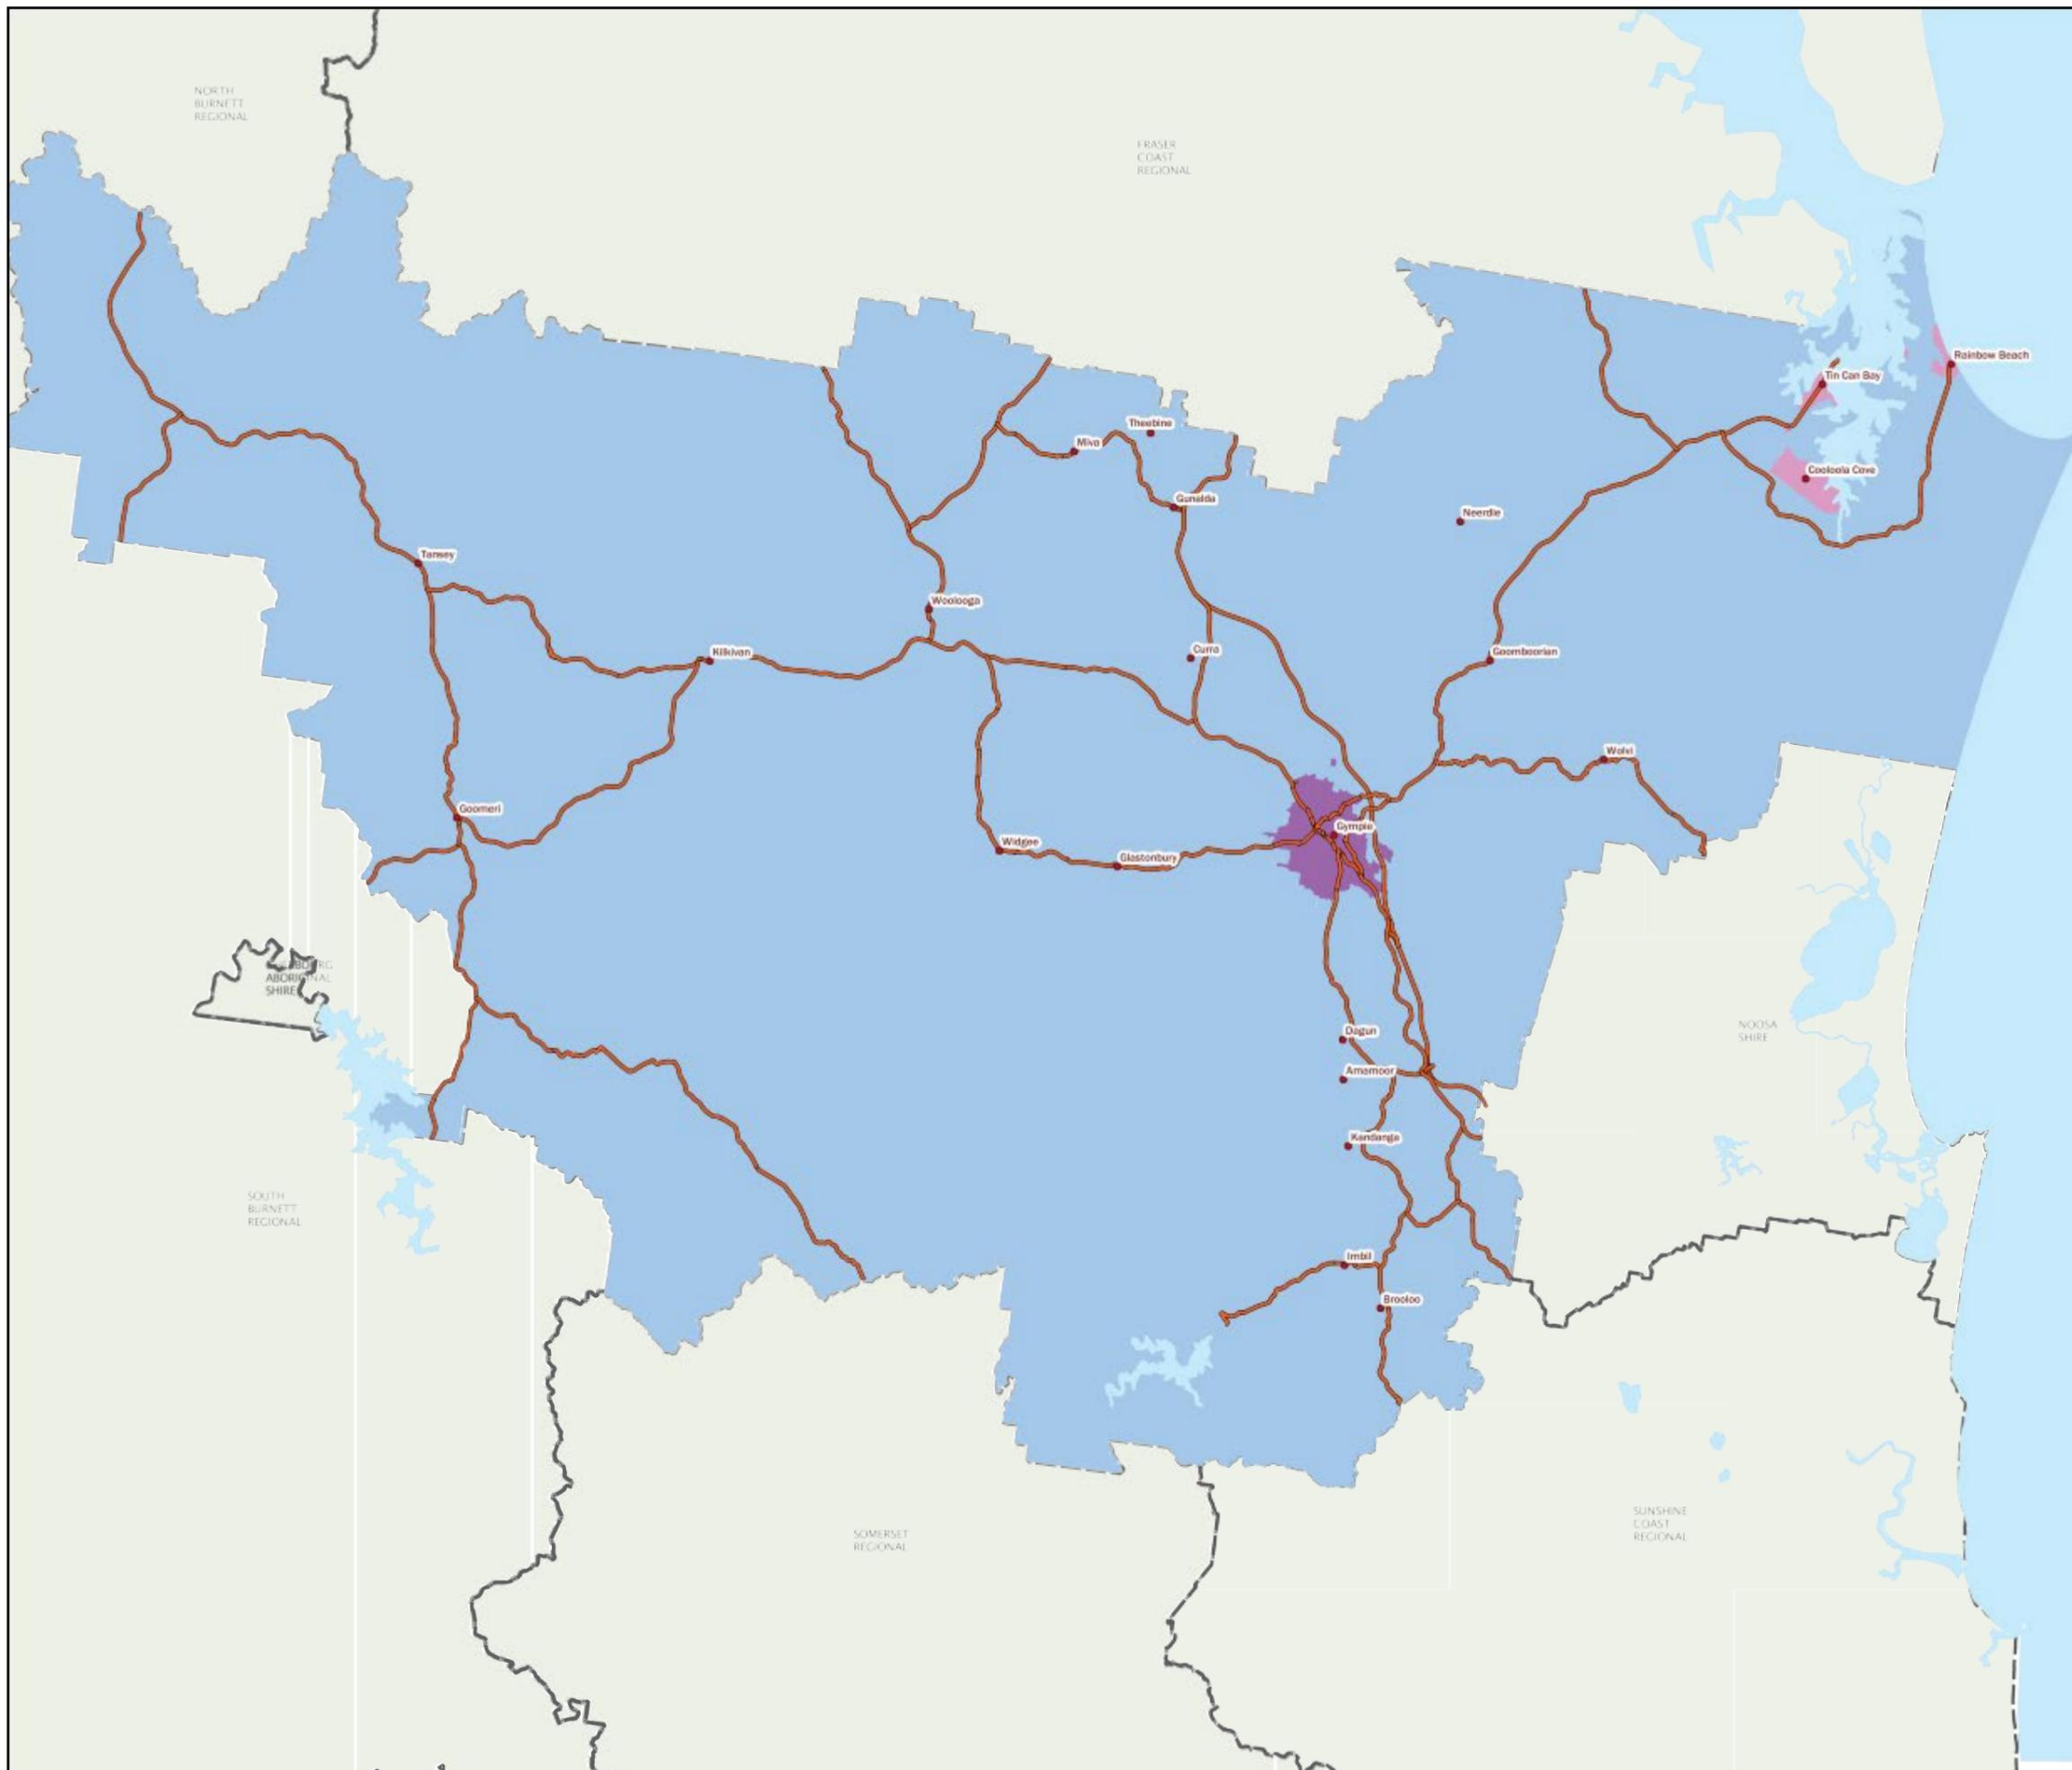 NORTH
BURNETT
REGIONAL
FRASER
COAST
REGIONAL
Rainbow Beach
Tin Can Bay
Theebine
Miva
Cooloola Cove
Gunalda
Neerdie
Tansey
Woolooga
Kilkivan
Curra
Goomboorian
Wolvi
Goomeri
Gympie
Widgee
Glastonbury
ABORIGINAL
SHIRE
Dagun
NOOSA
SHIRE
Amamoor
Kandanga
SOUTH
BURNETT
REGIONAL
Imbil
Brooloo
SOMERSET
REGIONAL
SUNSHINE
COAST
REGIONAL